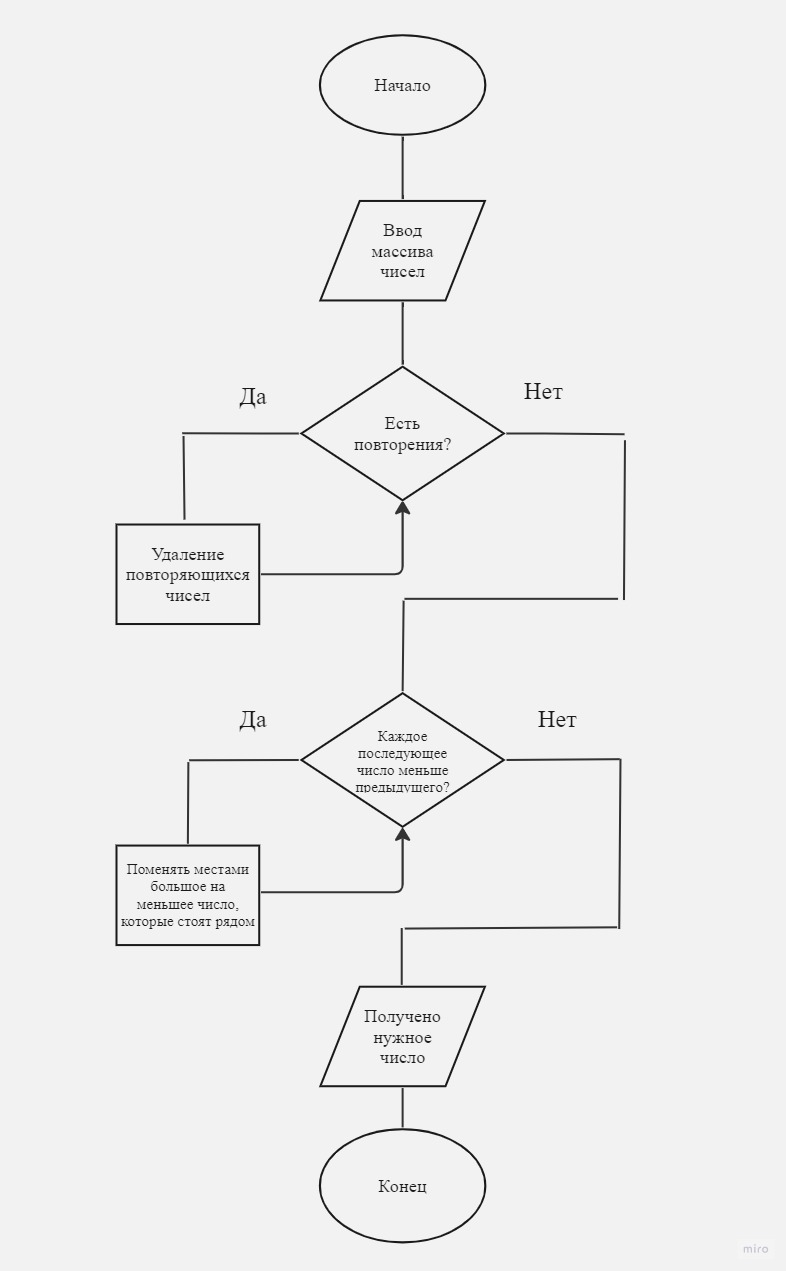 Начало
Ввод
массива
чисел
Да
Нет
Есть
повторения?
Удаление
повторяющихся
чисел
Да
Нет
Каждое
последующее
число меньше
предыдущего?
Поменять местами
большое на
меньшее число,
которые стоят рядом
Получено
нужное
число
Конец
miro